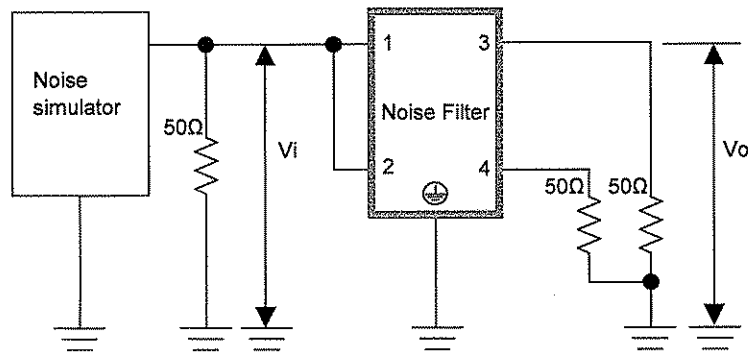 Noise
simulator
50Ω
Vi
1
2
3
4
Noise Filter
50Ω
50Ω
Vo